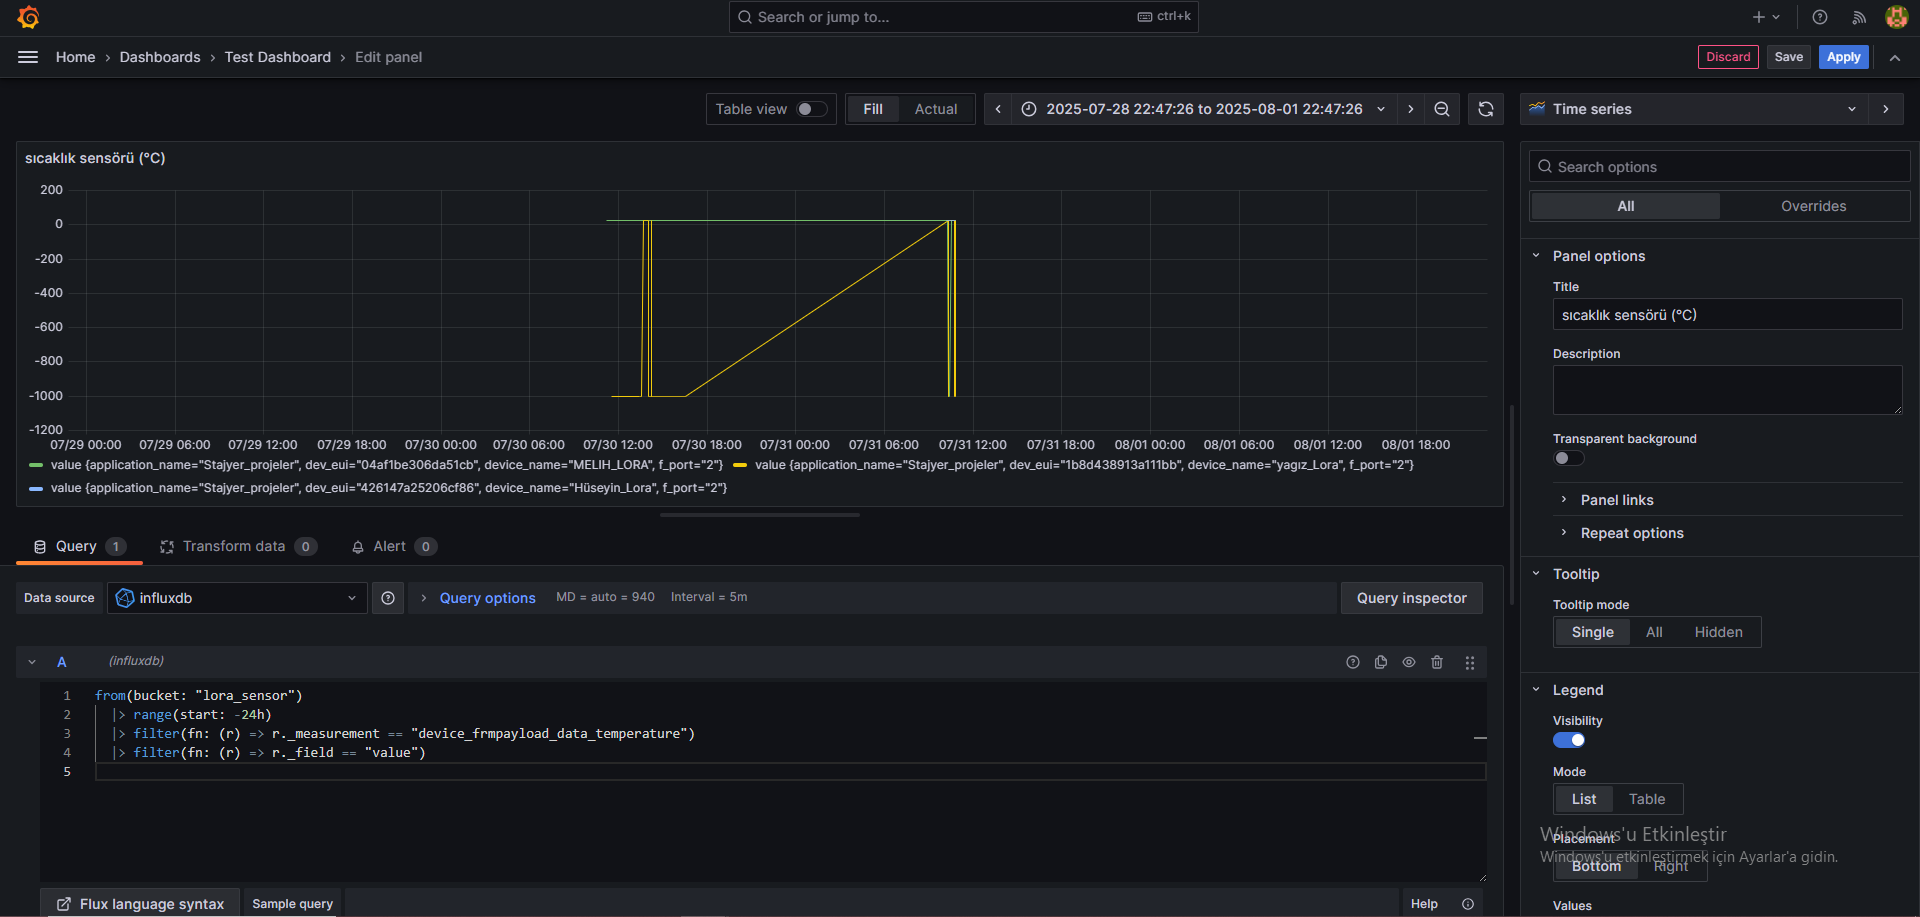 Search or jump to...
ctrl+k
Home › Dashboards › Test Dashboard › Edit panel
Discard
Save
Apply
Table view
Fill
Actual
2025-07-28 22:47:26 to 2025-08-01 22:47:26
Time series
sıcaklık sensörü (°C)
200
0
-200
-400
-600
-800
-1000
-1200
07/29 00:00
07/29 06:00
07/29 12:00
07/29 18:00
07/30 00:00
07/30 06:00
07/30 12:00
07/30 18:00
07/31 00:00
07/31 06:00
07/31 12:00
07/31 18:00
08/01 00:00
08/01 06:00
08/01 12:00
08/01 18:00
value {application_name="Stajyer_projeler", dev_eui="04af1be306da51cb", device_name="MELIH_LORA", f_port="2"}
value {application_name="Stajyer_projeler", dev_eui="1b8d438913a111bb", device_name="yagız_Lora", f_port="2"}
value {application_name="Stajyer_projeler", dev_eui="426147a25206cf86", device_name="Hüseyin_Lora", f_port="2"}
Query 1
Transform data 0
Alert 0
Data source
influxdb
Query options
MD = auto = 940
Interval = 5m
Query inspector
A
(influxdb)
1 from(bucket: "lora_sensor")
2 |> range(start: -24h)
3 |> filter(fn: (r) => r._measurement == "device_frmpayload_data_temperature")
4 |> filter(fn: (r) => r._field == "value")
5
Flux language syntax
Sample query
Help
Search options
All
Overrides
Panel options
Title
sıcaklık sensörü (°C)
Description
Transparent background
Panel links
Repeat options
Tooltip
Tooltip mode
Single
All
Hidden
Legend
Visibility
Mode
List
Table
Placement
Bottom
Right
Values
Windows'u Etkinleştir
Windows'u etkinleştirmek için Ayarlar'a gidin.